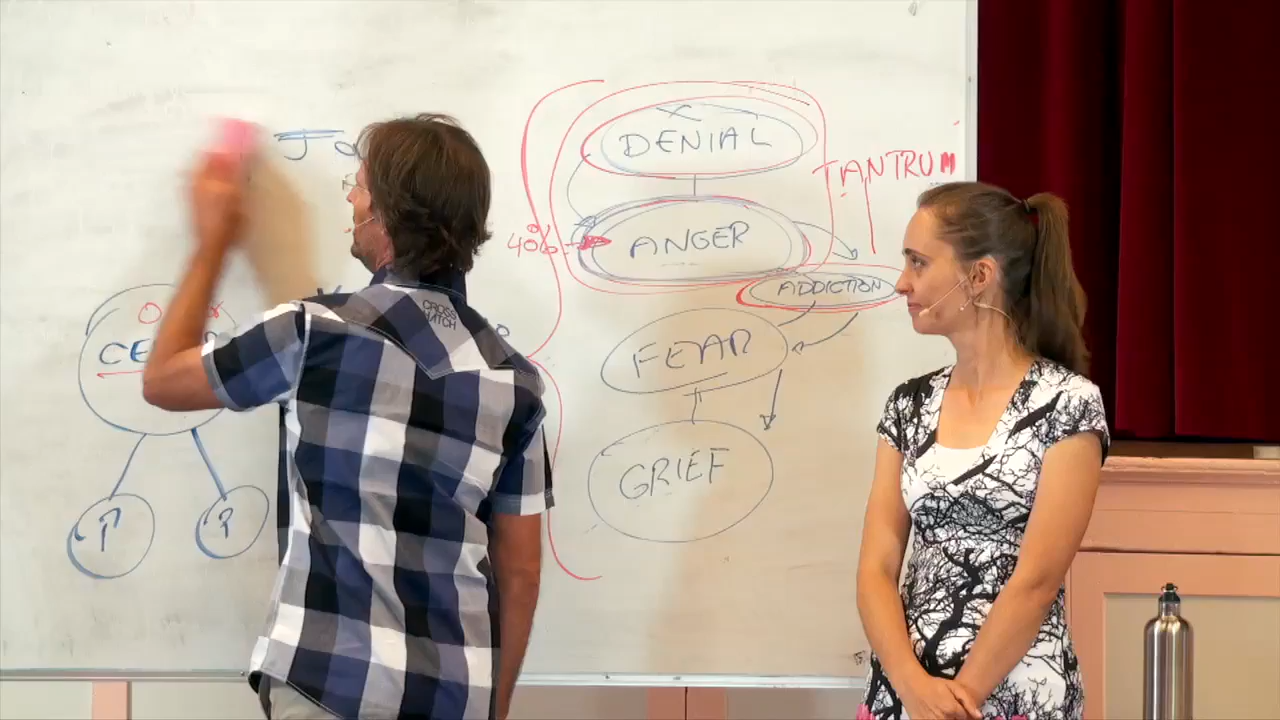 DENIAL
TANTRUM
40%
ANGER
ADDICTION
FEAR
GRIEF
CROSS
HATCH